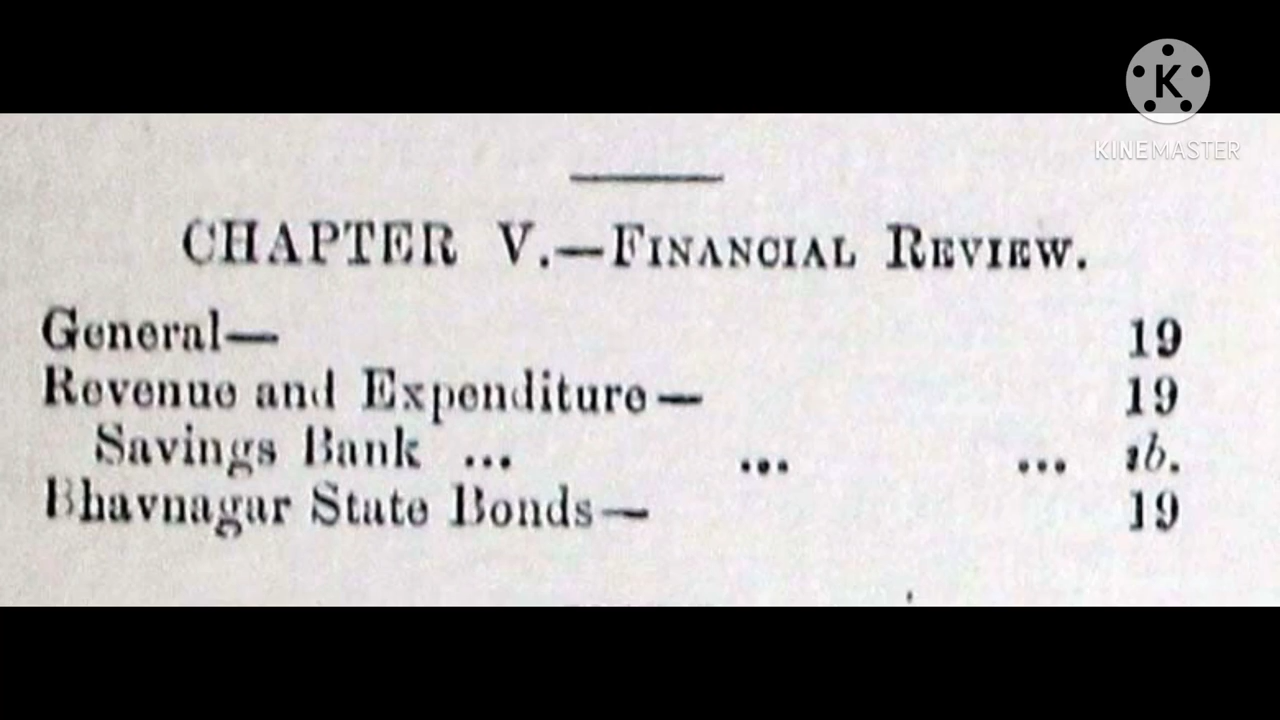 K
KINEMASTER
CHAPTER V.—FINANCIAL REVIEW.
General— 19
Revenue and Expenditure— 19
Savings Bank ... ... ... ib.
Bhavnagar State Bonds— 19